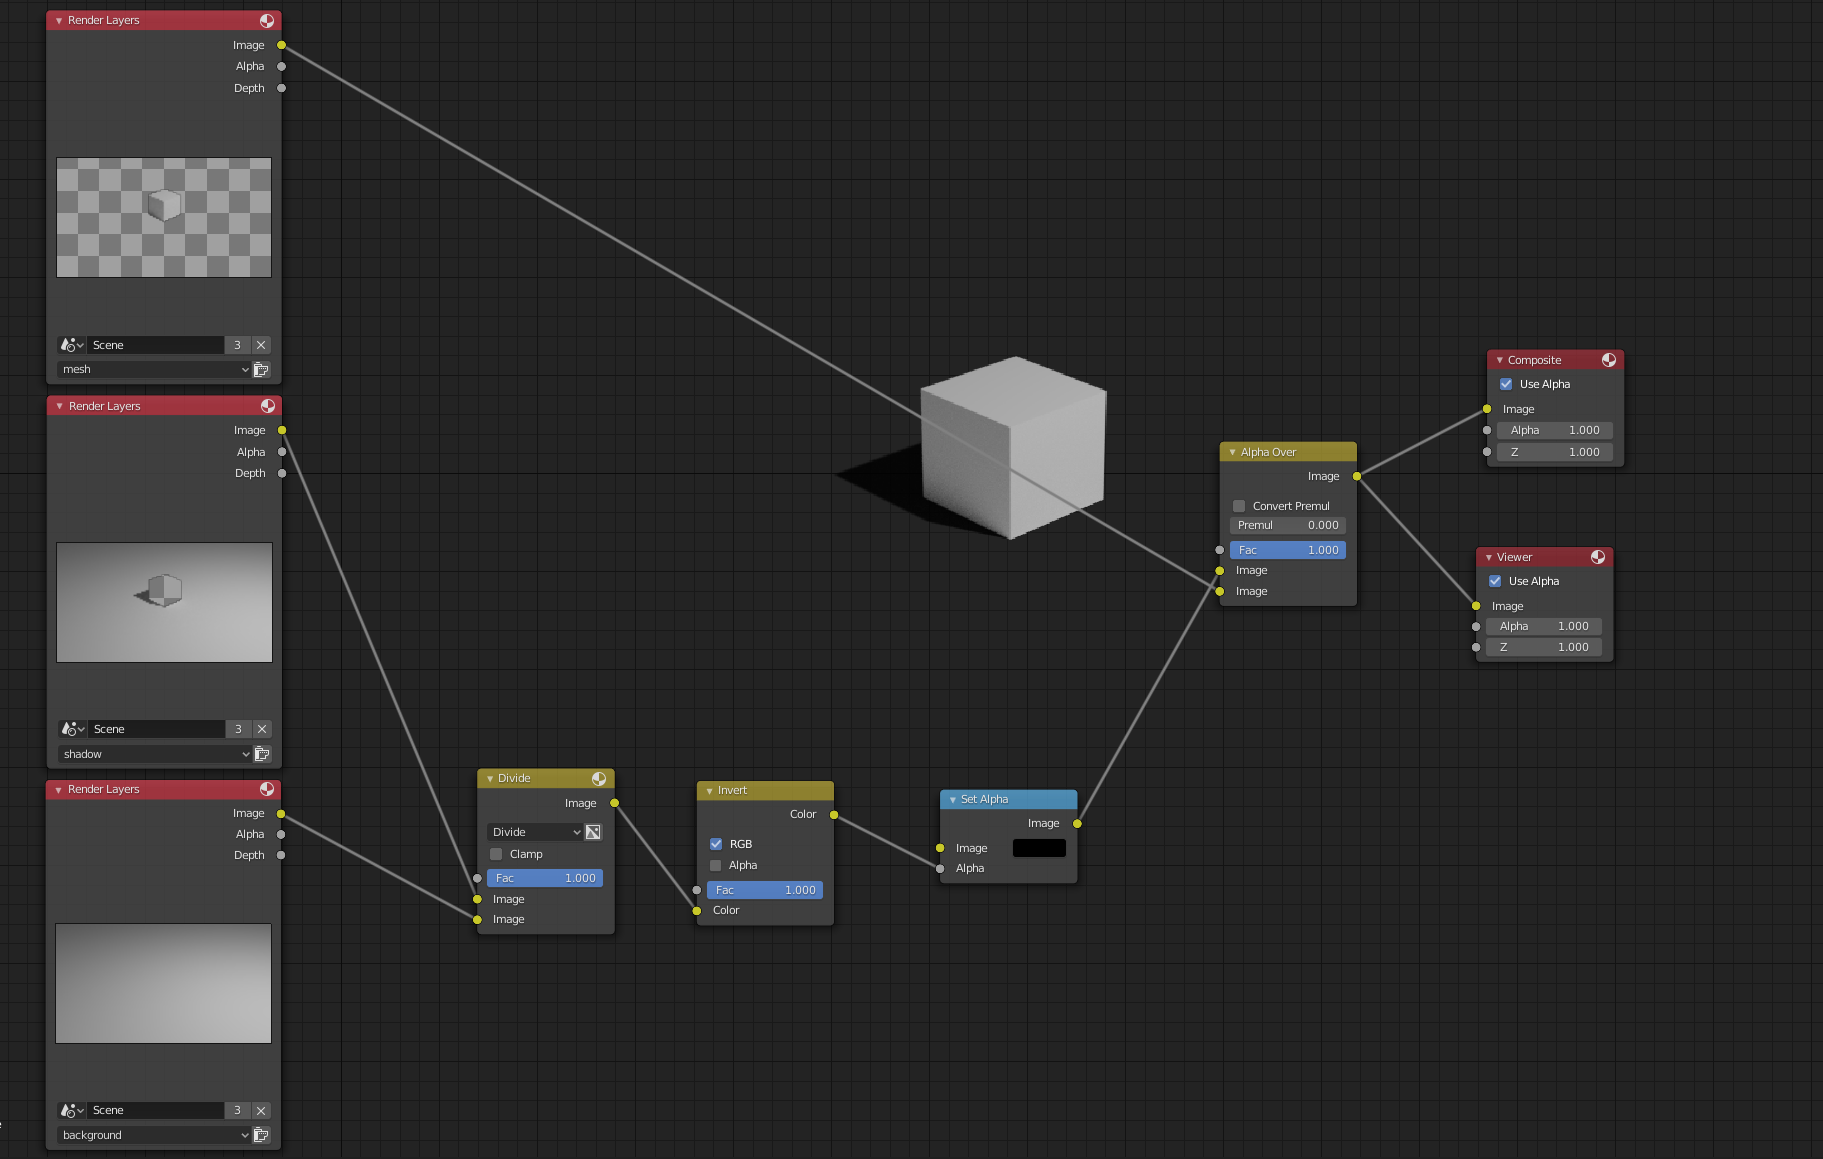 Render Layers
Image
Alpha
Depth
Scene 3
mesh
Render Layers
Image
Alpha
Depth
Scene 3
shadow
Render Layers
Image
Alpha
Depth
Scene 3
background
Divide
Image
Divide
Clamp
Fac 1.000
Image
Image
Invert
Color
RGB
Alpha
Fac 1.000
Color
Set Alpha
Image
Image
Alpha
Alpha Over
Image
Convert Premul
Premul 0.000
Fac 1.000
Image
Image
Composite
Use Alpha
Image
Alpha 1.000
Z 1.000
Viewer
Use Alpha
Image
Alpha 1.000
Z 1.000